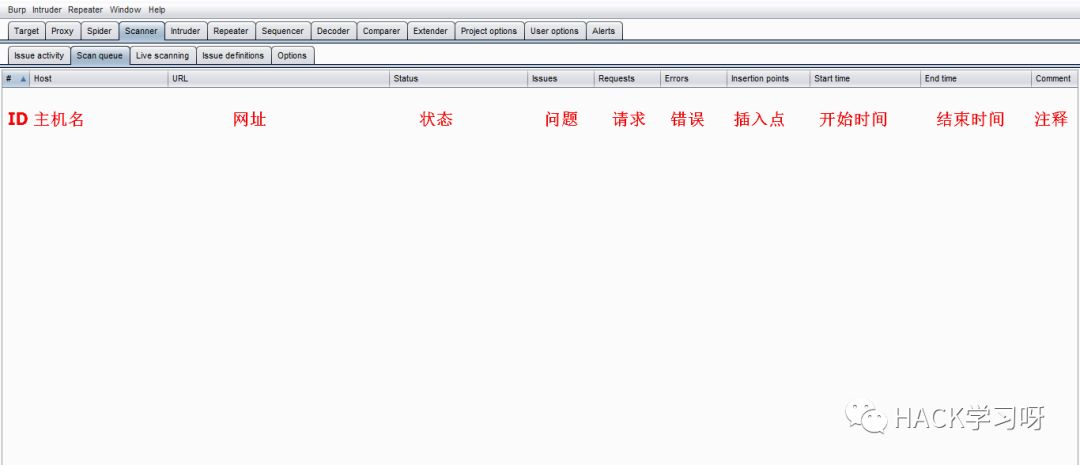 Burp Intruder Repeater Window Help
Target Proxy Spider Scanner Intruder Repeater Sequencer Decoder Comparer Extender Project options User options Alerts
Issue activity Scan queue Live scanning Issue definitions Options
# Host URL Status Issues Requests Errors Insertion points Start time End time Comment
ID 主机名 网址 状态 问题 请求 错误 插入点 开始时间 结束时间 注释
HACK学习呀